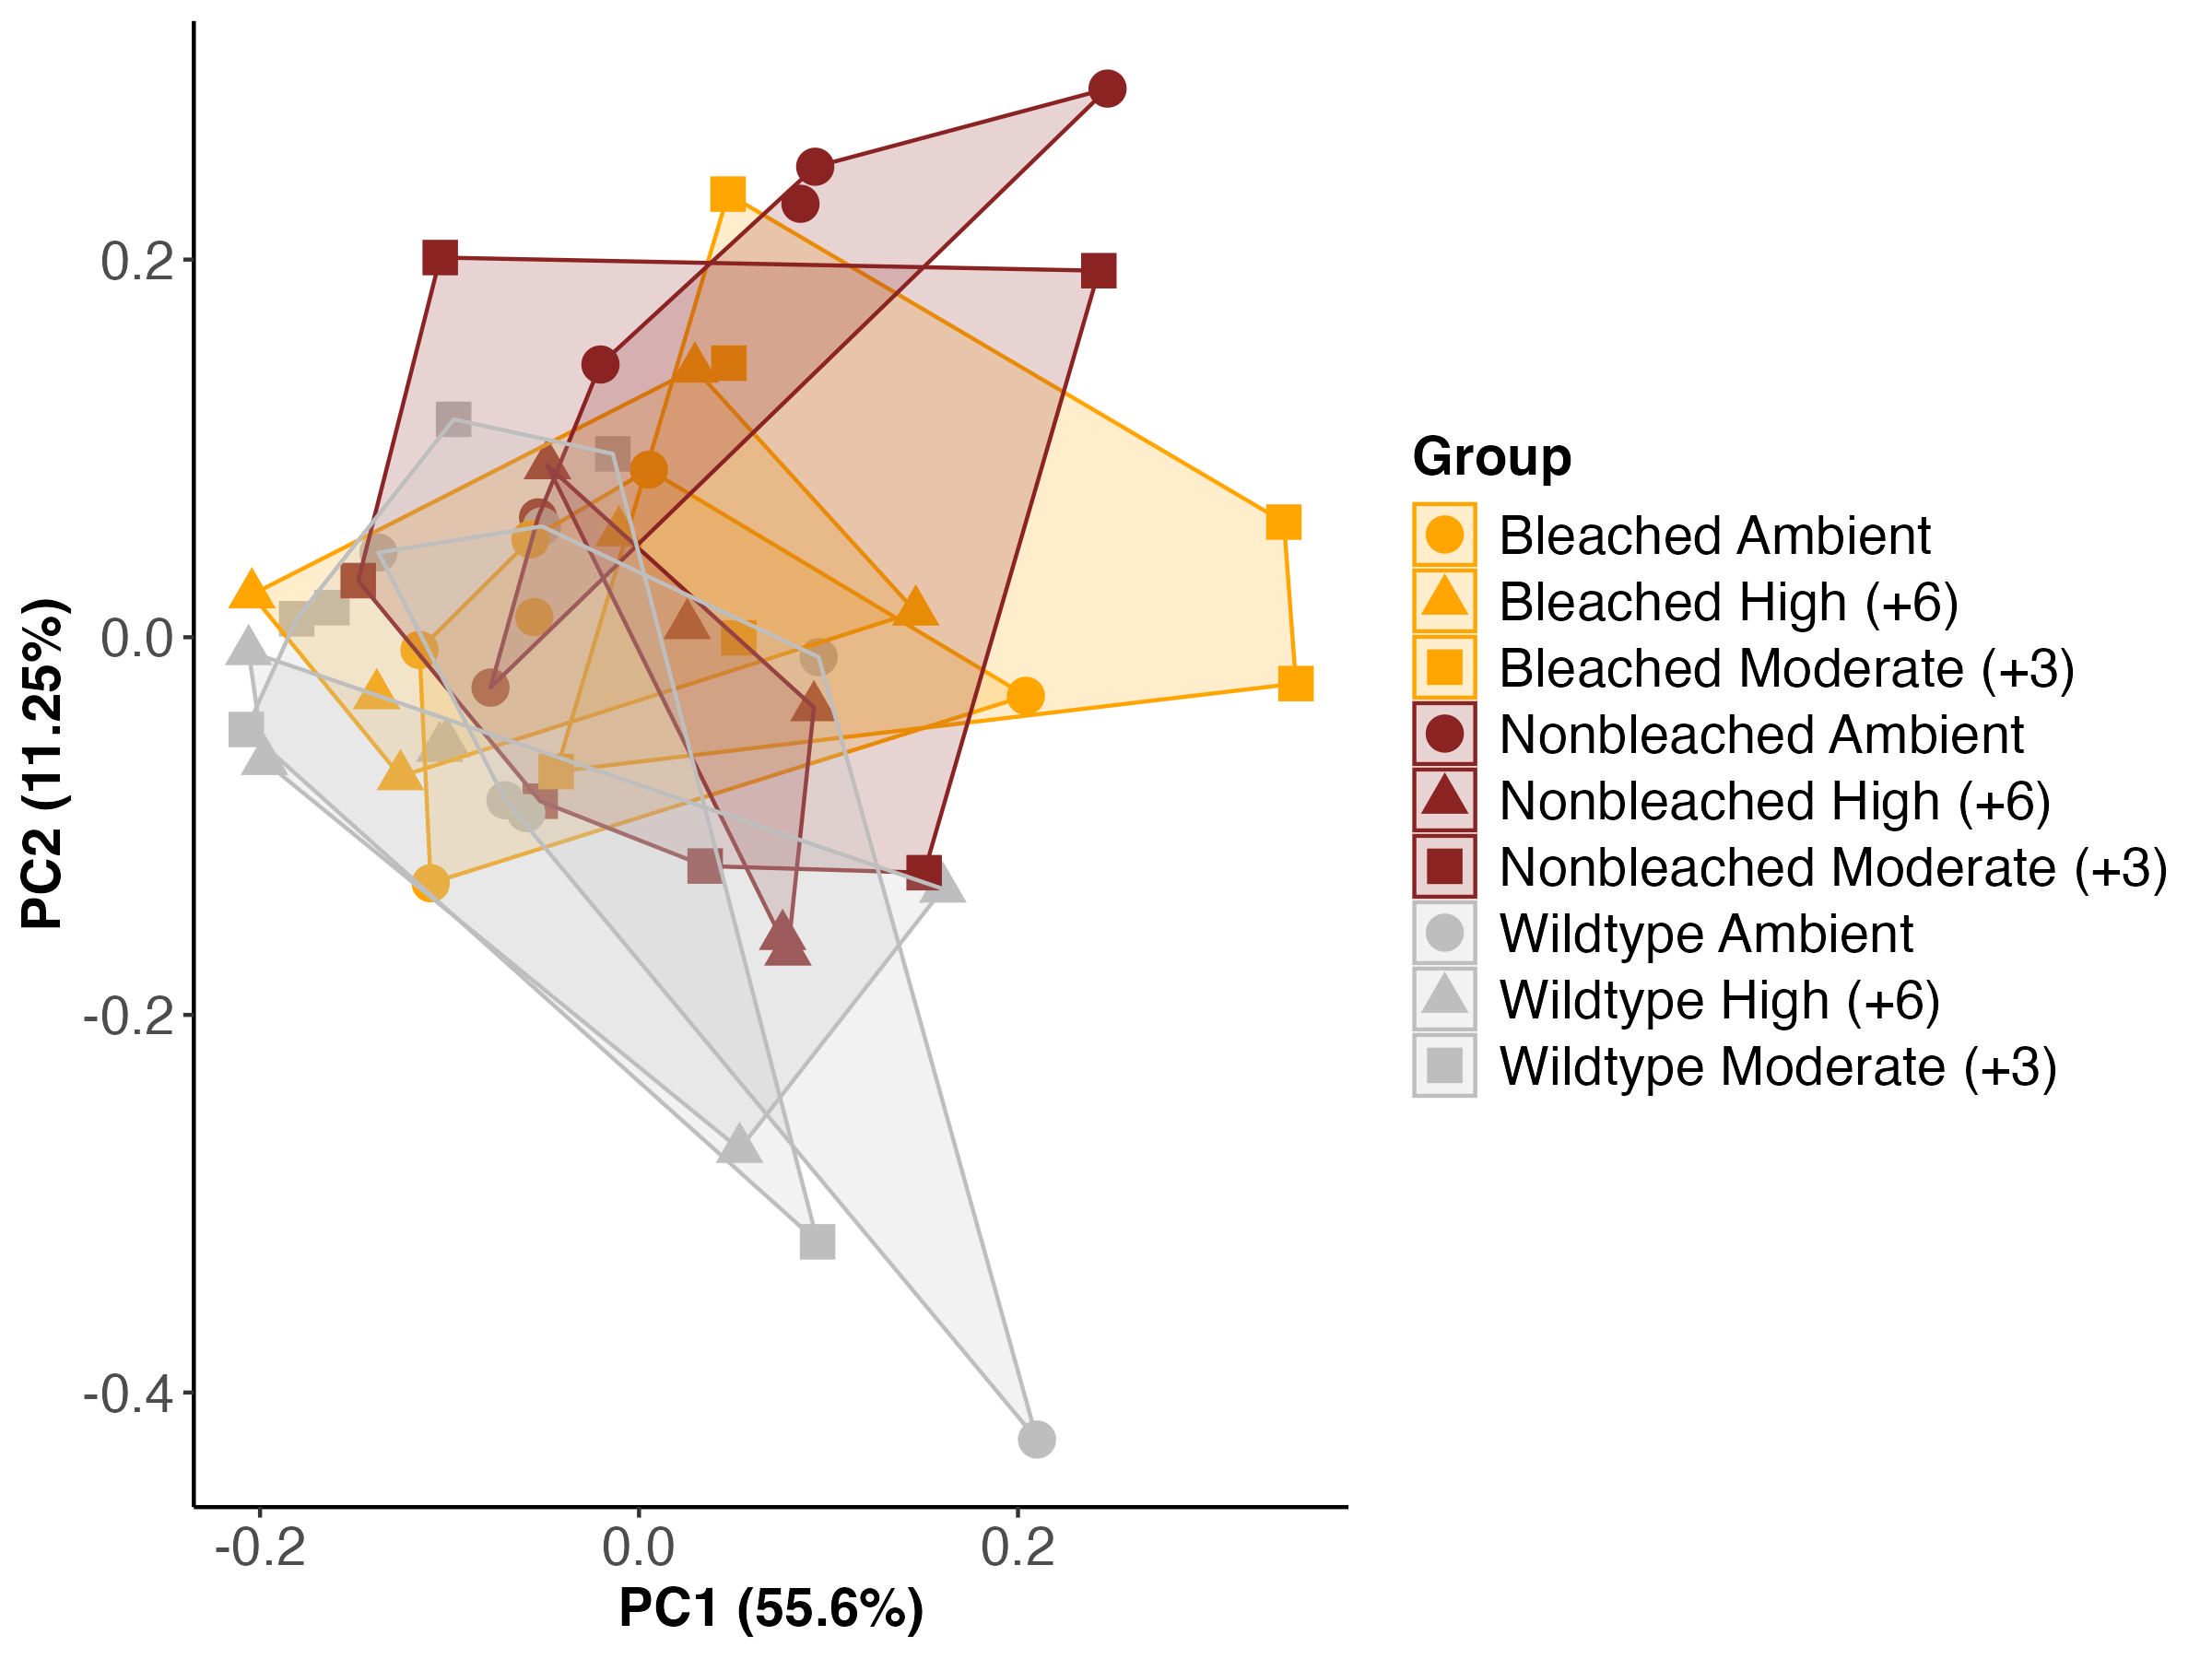 0.2
0.0
-0.2
-0.4
PC2 (11.25%)
-0.2
0.0
0.2
PC1 (55.6%)
Group
Bleached Ambient
Bleached High (+6)
Bleached Moderate (+3)
Nonbleached Ambient
Nonbleached High (+6)
Nonbleached Moderate (+3)
Wildtype Ambient
Wildtype High (+6)
Wildtype Moderate (+3)